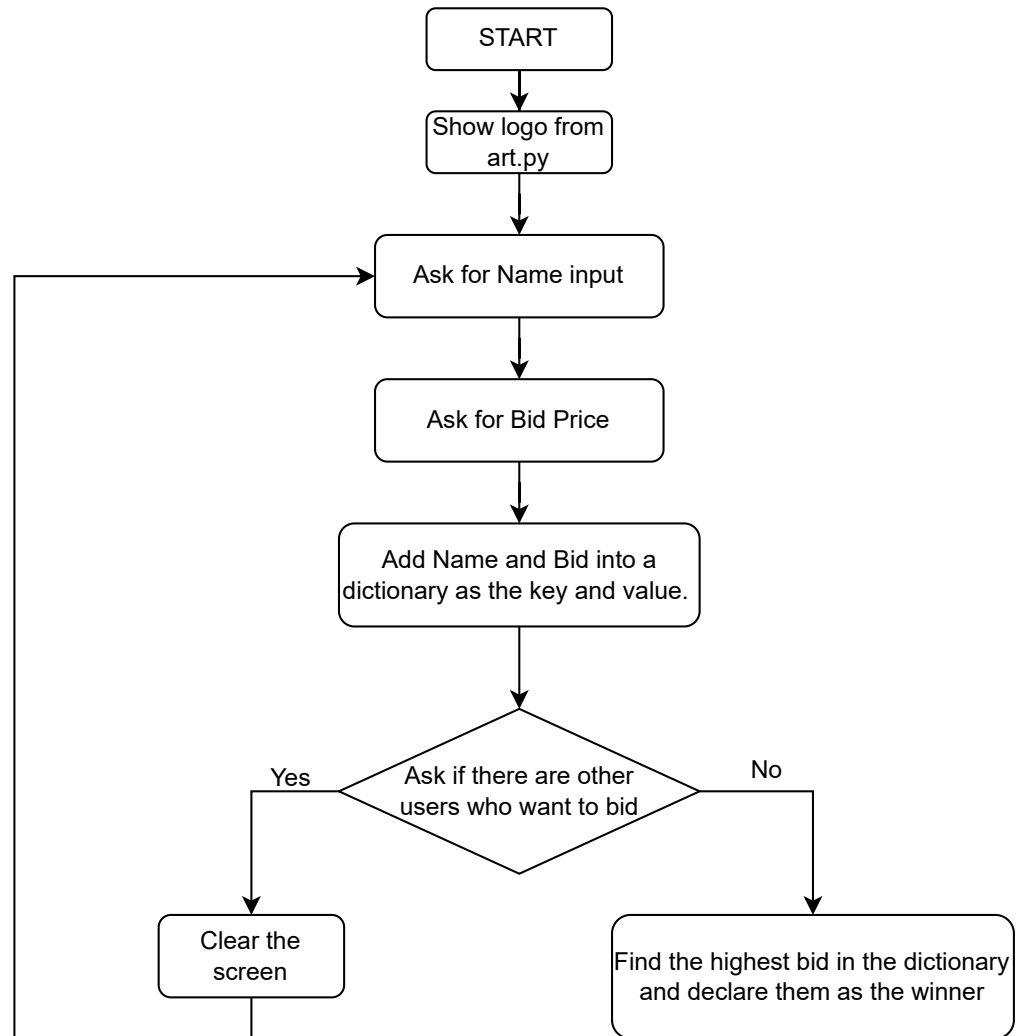 START
Show logo from
art.py
Ask for Name input
Ask for Bid Price
Add Name and Bid into a
dictionary as the key and value.
Ask if there are other
users who want to bid
Yes
No
Clear the
screen
Find the highest bid in the dictionary
and declare them as the winner